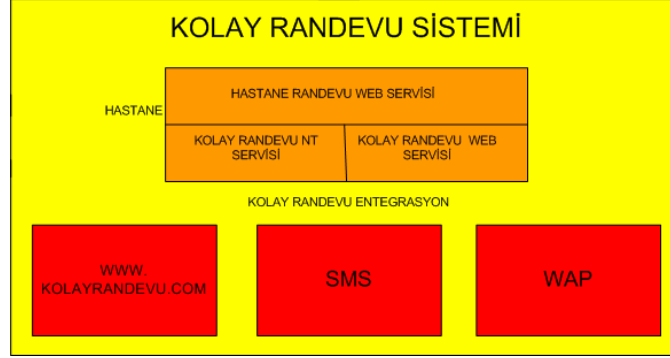 KOLAY RANDEVU SİSTEMİ
HASTANE RANDEVU WEB SERVİSİ
HASTANE
KOLAY RANDEVU NT
SERVİSİ
KOLAY RANDEVU WEB
SERVİSİ
KOLAY RANDEVU ENTEGRASYON
WWW.
KOLAYRANDEVU.COM
SMS
WAP